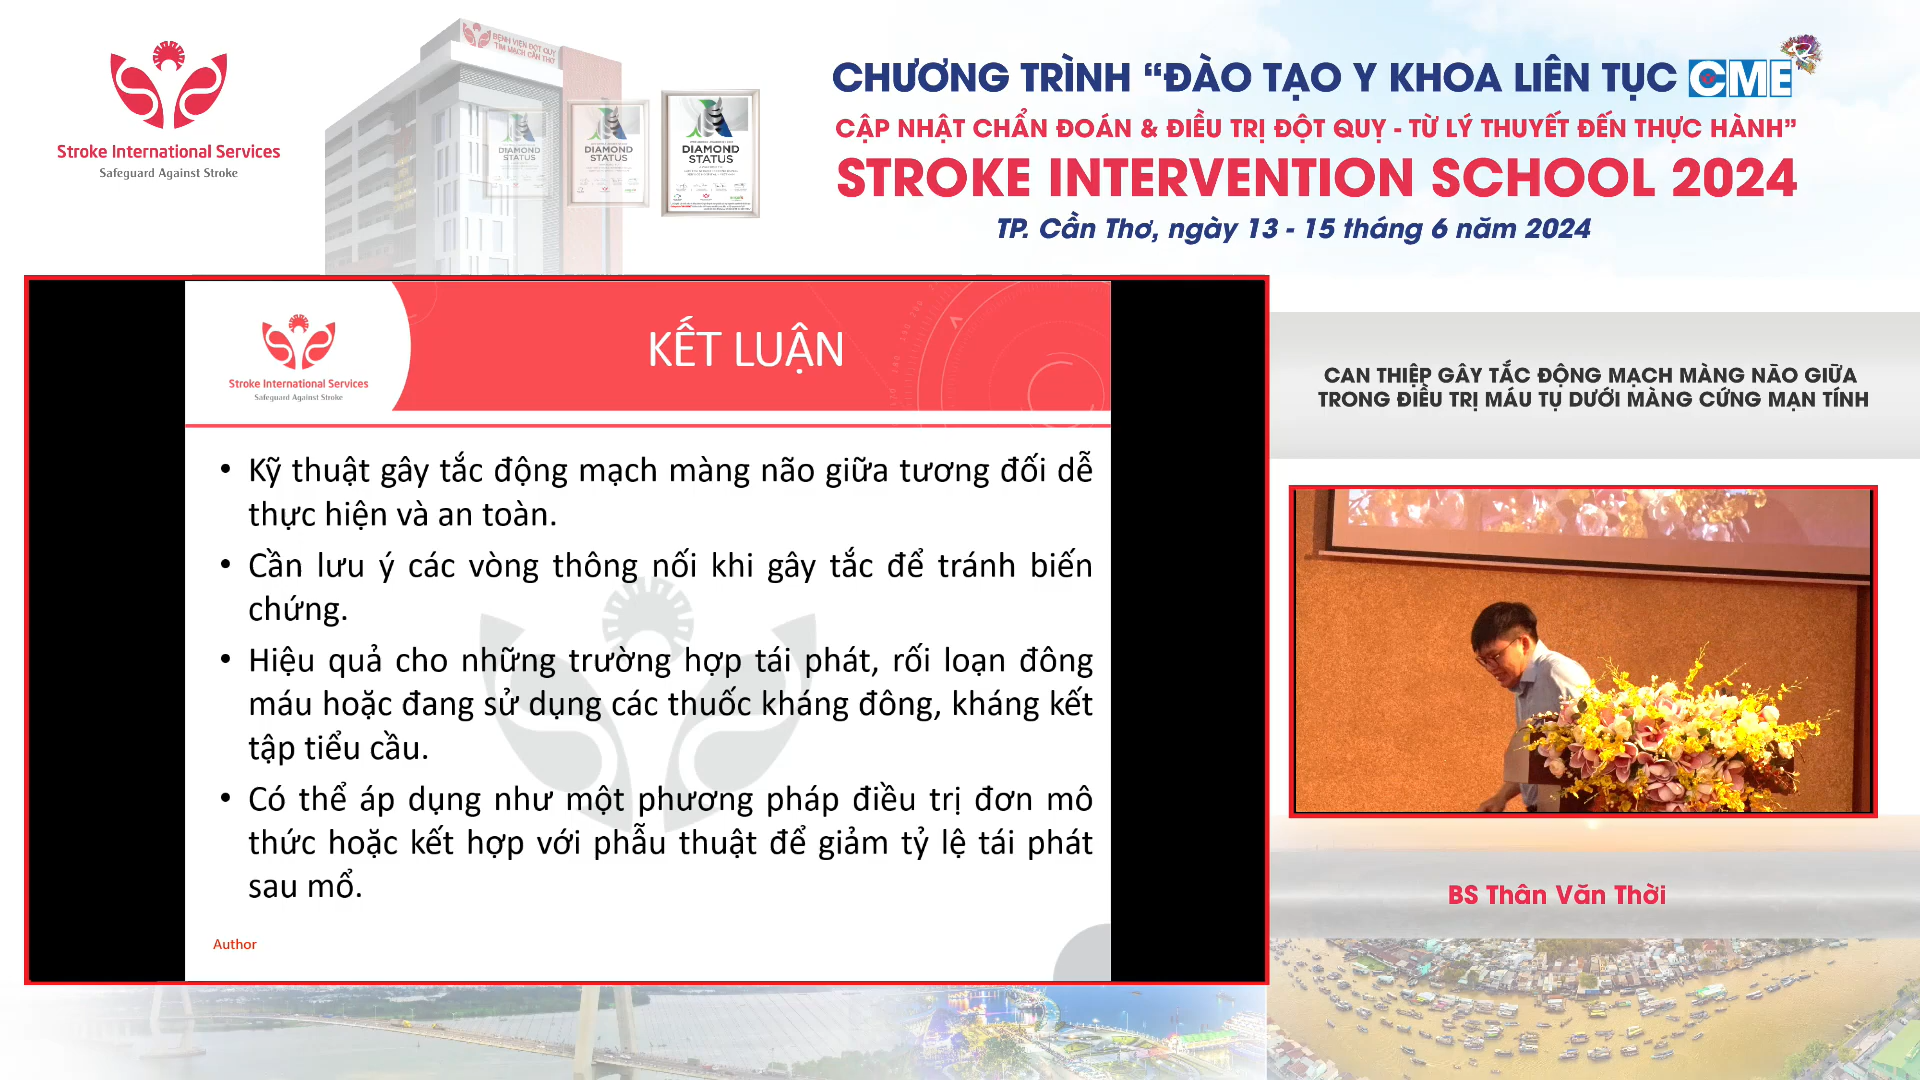 Stroke International Services
Safeguard Against Stroke
BỆNH VIỆN ĐỘT QUỴ
TIM MẠCH CẦN THƠ
DIAMOND
STATUS
DIAMOND
STATUS
DIAMOND
STATUS
CHƯƠNG TRÌNH “ĐÀO TẠO Y KHOA LIÊN TỤC CME
CẬP NHẬT CHẨN ĐOÁN & ĐIỀU TRỊ ĐỘT QUỴ - TỪ LÝ THUYẾT ĐẾN THỰC HÀNH”
STROKE INTERVENTION SCHOOL 2024
TP. Cần Thơ, ngày 13 - 15 tháng 6 năm 2024
Stroke International Services
Safeguard Against Stroke
KẾT LUẬN
• Kỹ thuật gây tắc động mạch màng não giữa tương đối dễ
thực hiện và an toàn.
• Cần lưu ý các vòng thông nối khi gây tắc để tránh biến
chứng.
• Hiệu quả cho những trường hợp tái phát, rối loạn đông
máu hoặc đang sử dụng các thuốc kháng đông, kháng kết
tập tiểu cầu.
• Có thể áp dụng như một phương pháp điều trị đơn mô
thức hoặc kết hợp với phẫu thuật để giảm tỷ lệ tái phát
sau mổ.
Author
CAN THIỆP GÂY TẮC ĐỘNG MẠCH MÀNG NÃO GIỮA
TRONG ĐIỀU TRỊ MÁU TỤ DƯỚI MÀNG CỨNG MẠN TÍNH
BS Thân Văn Thời